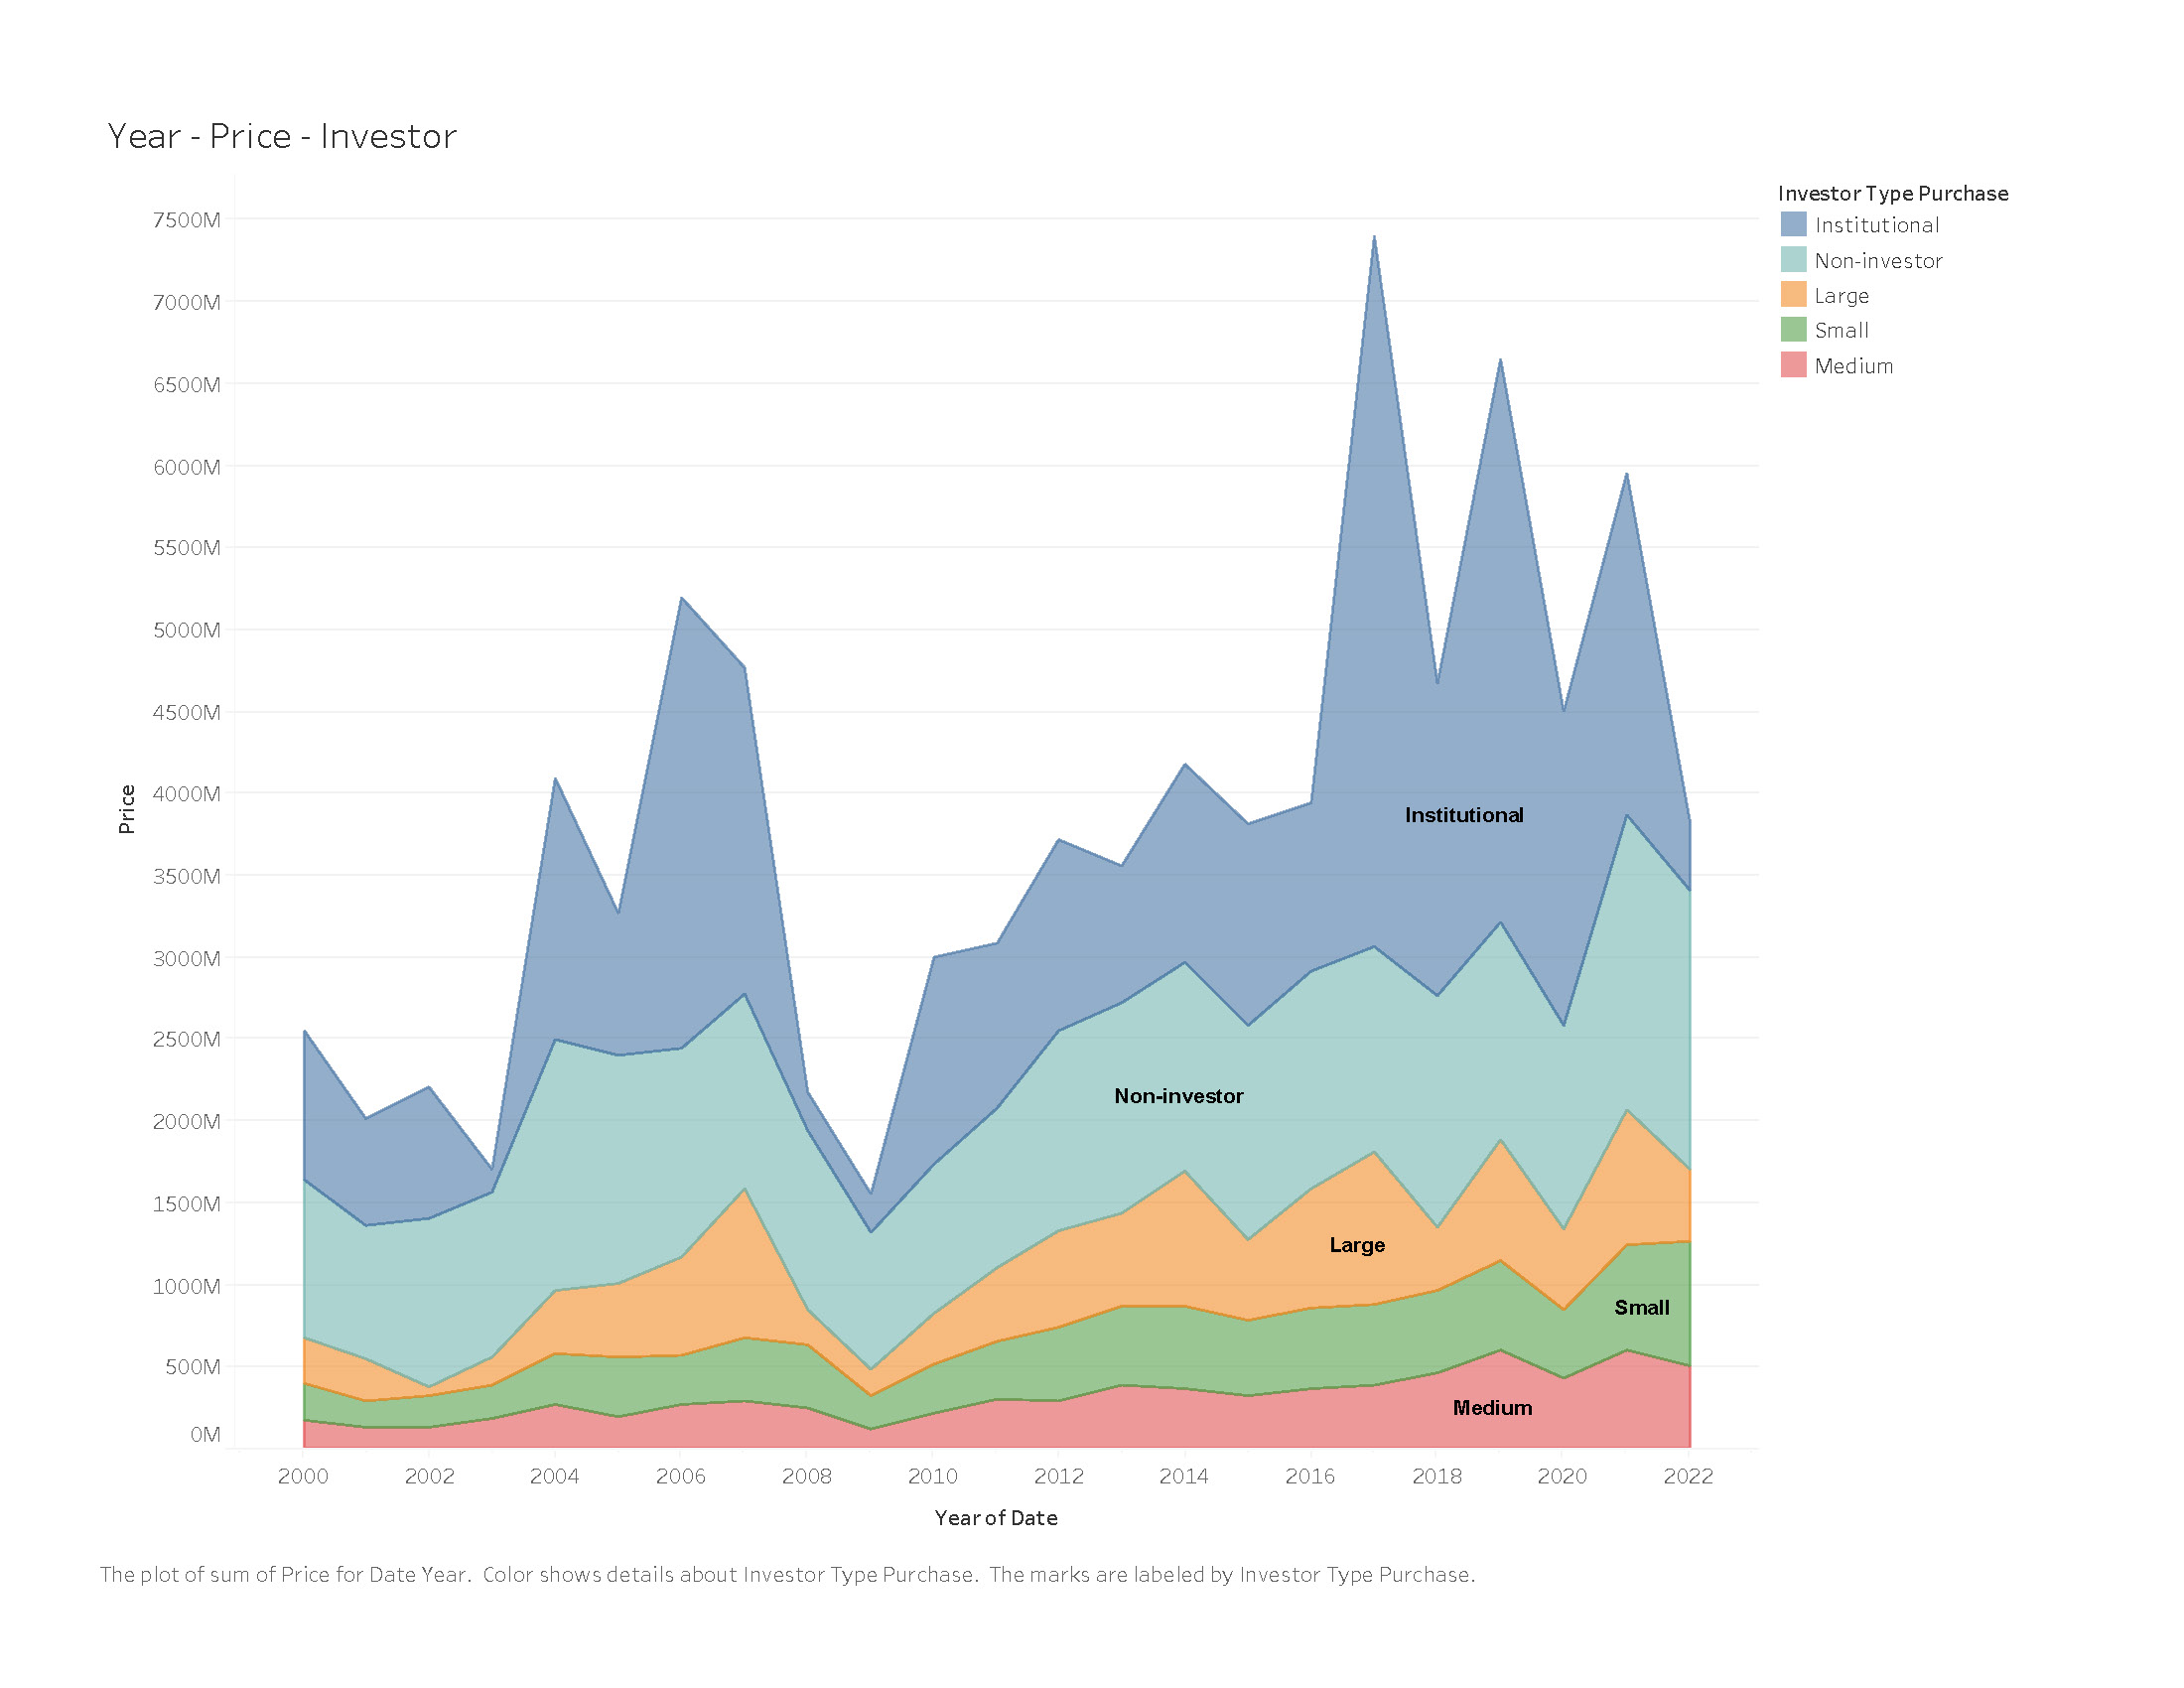 Year - Price - Investor
Investor Type Purchase
Institutional
Non-investor
Large
Small
Medium
7500M
7000M
6500M
6000M
5500M
5000M
4500M
4000M
3500M
3000M
2500M
2000M
1500M
1000M
500M
0M
Price
Institutional
Non-investor
Large
Small
Medium
2000 2002 2004 2006 2008 2010 2012 2014 2016 2018 2020 2022
Year of Date
The plot of sum of Price for Date Year. Color shows details about Investor Type Purchase. The marks are labeled by Investor Type Purchase.